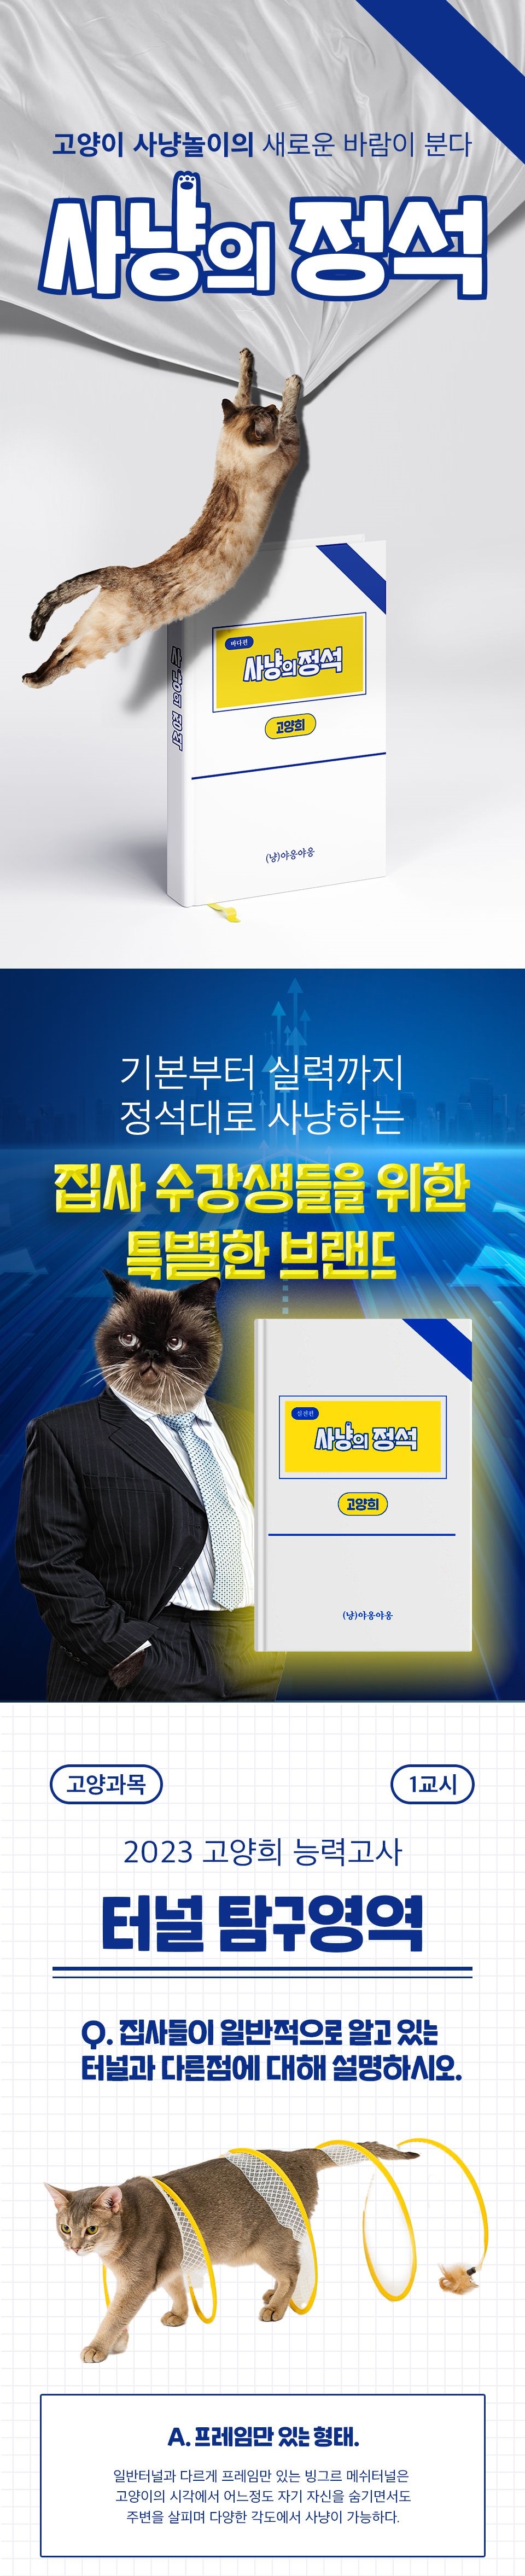 고양이 사냥놀이의 새로운 바람이 분다
사냥의 정석
사냥의 정석
바다편
사냥의 정석
고양희
(냥)야옹야옹
기본부터 실력까지
정석대로 사냥하는
집사 수강생들을 위한
특별한 브랜드
실전편
사냥의 정석
고양희
(냥)야옹야옹
고양과목
1교시
2023 고양희 능력고사
터널 탐구영역
Q. 집사들이 일반적으로 알고 있는
터널과 다른점에 대해 설명하시오.
A. 프레임만 있는 형태.
일반터널과 다르게 프레임만 있는 빙그르 메쉬터널은
고양이의 시각에서 어느정도 자기 자신을 숨기면서도
주변을 살피며 다양한 각도에서 사냥이 가능하다.